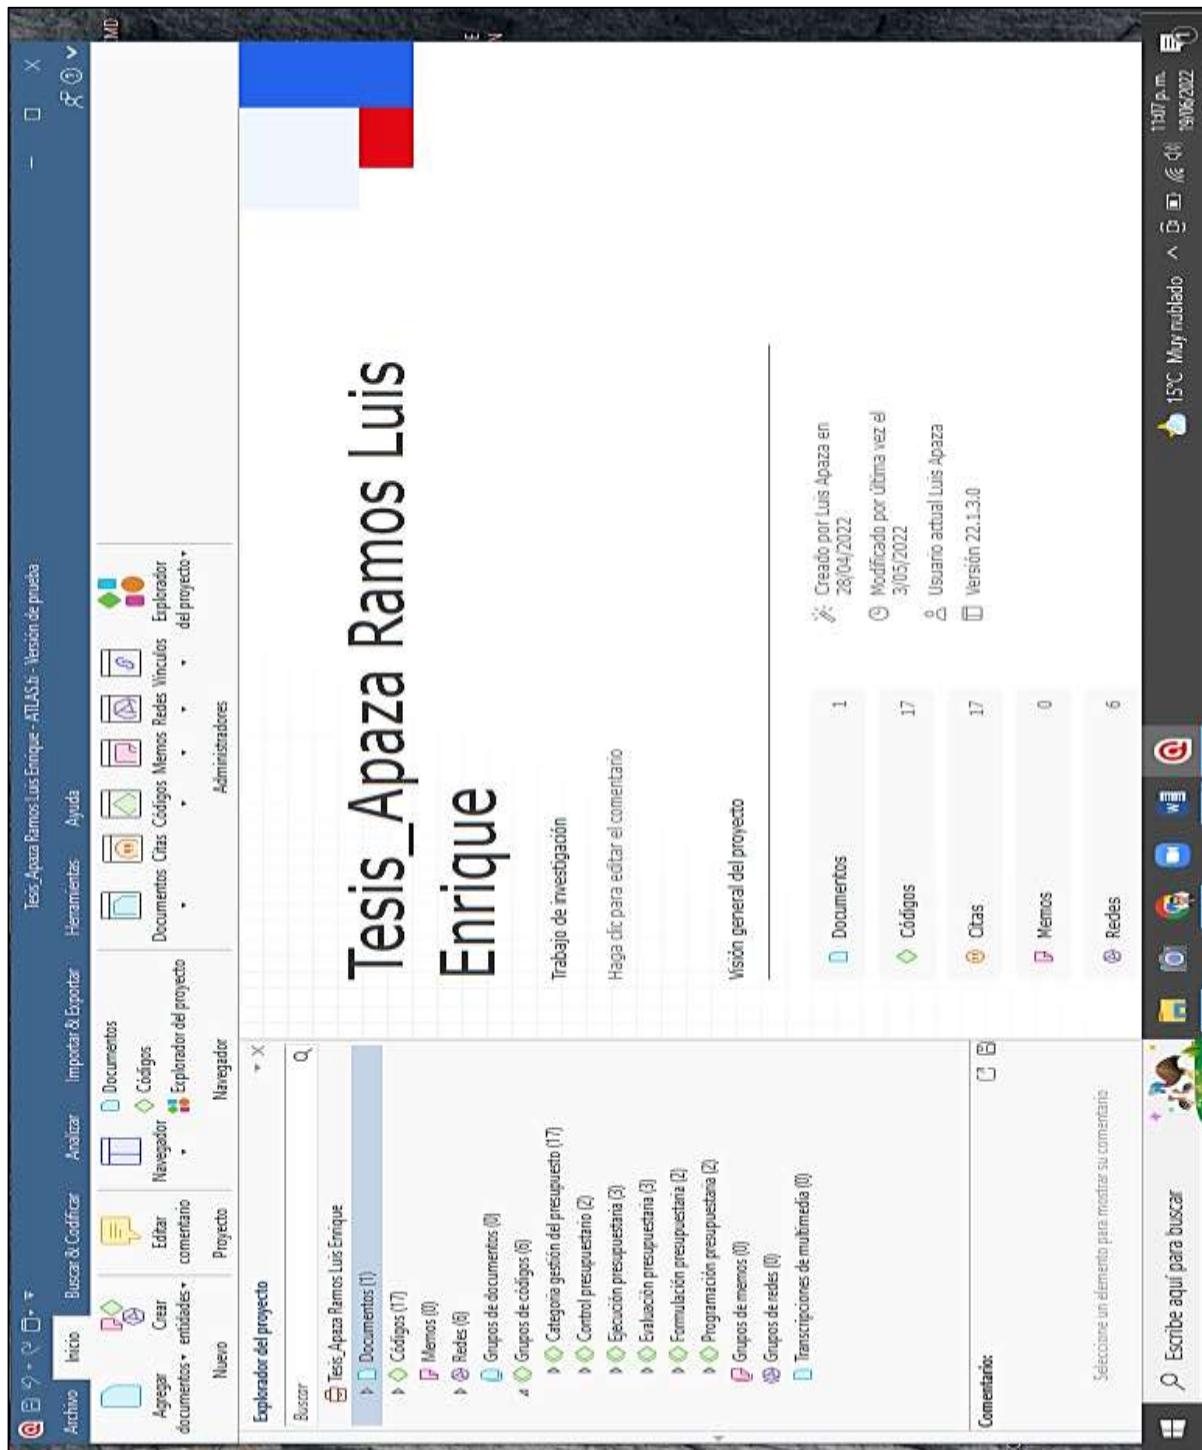 Tesis_Apaza Ramos Luis Enrique - ATLAS.ti - Versión de prueba
Archivo Inicio Buscar & Codificar Analizar Importar & Exportar Herramientas Ayuda
Agregar documentos
Crear entidades
Nuevo
Editar comentario
Proyecto
Navegador
Documentos
Códigos
Explorador del proyecto
Navegador
Documentos Citas Códigos Memos Redes Vínculos
Explorador del proyecto
Administradores
Explorador del proyecto
Buscar
Tesis_Apaza Ramos Luis Enrique
Documentos (1)
Códigos (17)
Memos (0)
Redes (6)
Grupos de documentos (0)
Grupos de códigos (6)
Categoria gestión del presupuesto (17)
Control presupuestario (2)
Ejecución presupuestaria (3)
Evaluación presupuestaria (3)
Formulación presupuestaria (2)
Programación presupuestaria (2)
Grupos de memos (0)
Grupos de redes (0)
Transcripciones de multimedia (0)
Comentario:
Seleccione un elemento para mostrar su comentario
Tesis_Apaza Ramos Luis
Enrique
Trabajo de investigación
Haga clic para editar el comentario
Visión general del proyecto
Documentos 1
Códigos 17
Citas 17
Memos 0
Redes 6
Creado por Luis Apaza en
28/04/2022
Modificado por última vez el
3/05/2022
Usuario actual Luis Apaza
Versión 22.1.3.0
Escribe aquí para buscar
15°C Muy nublado
11:07 p. m.
19/06/2022
1